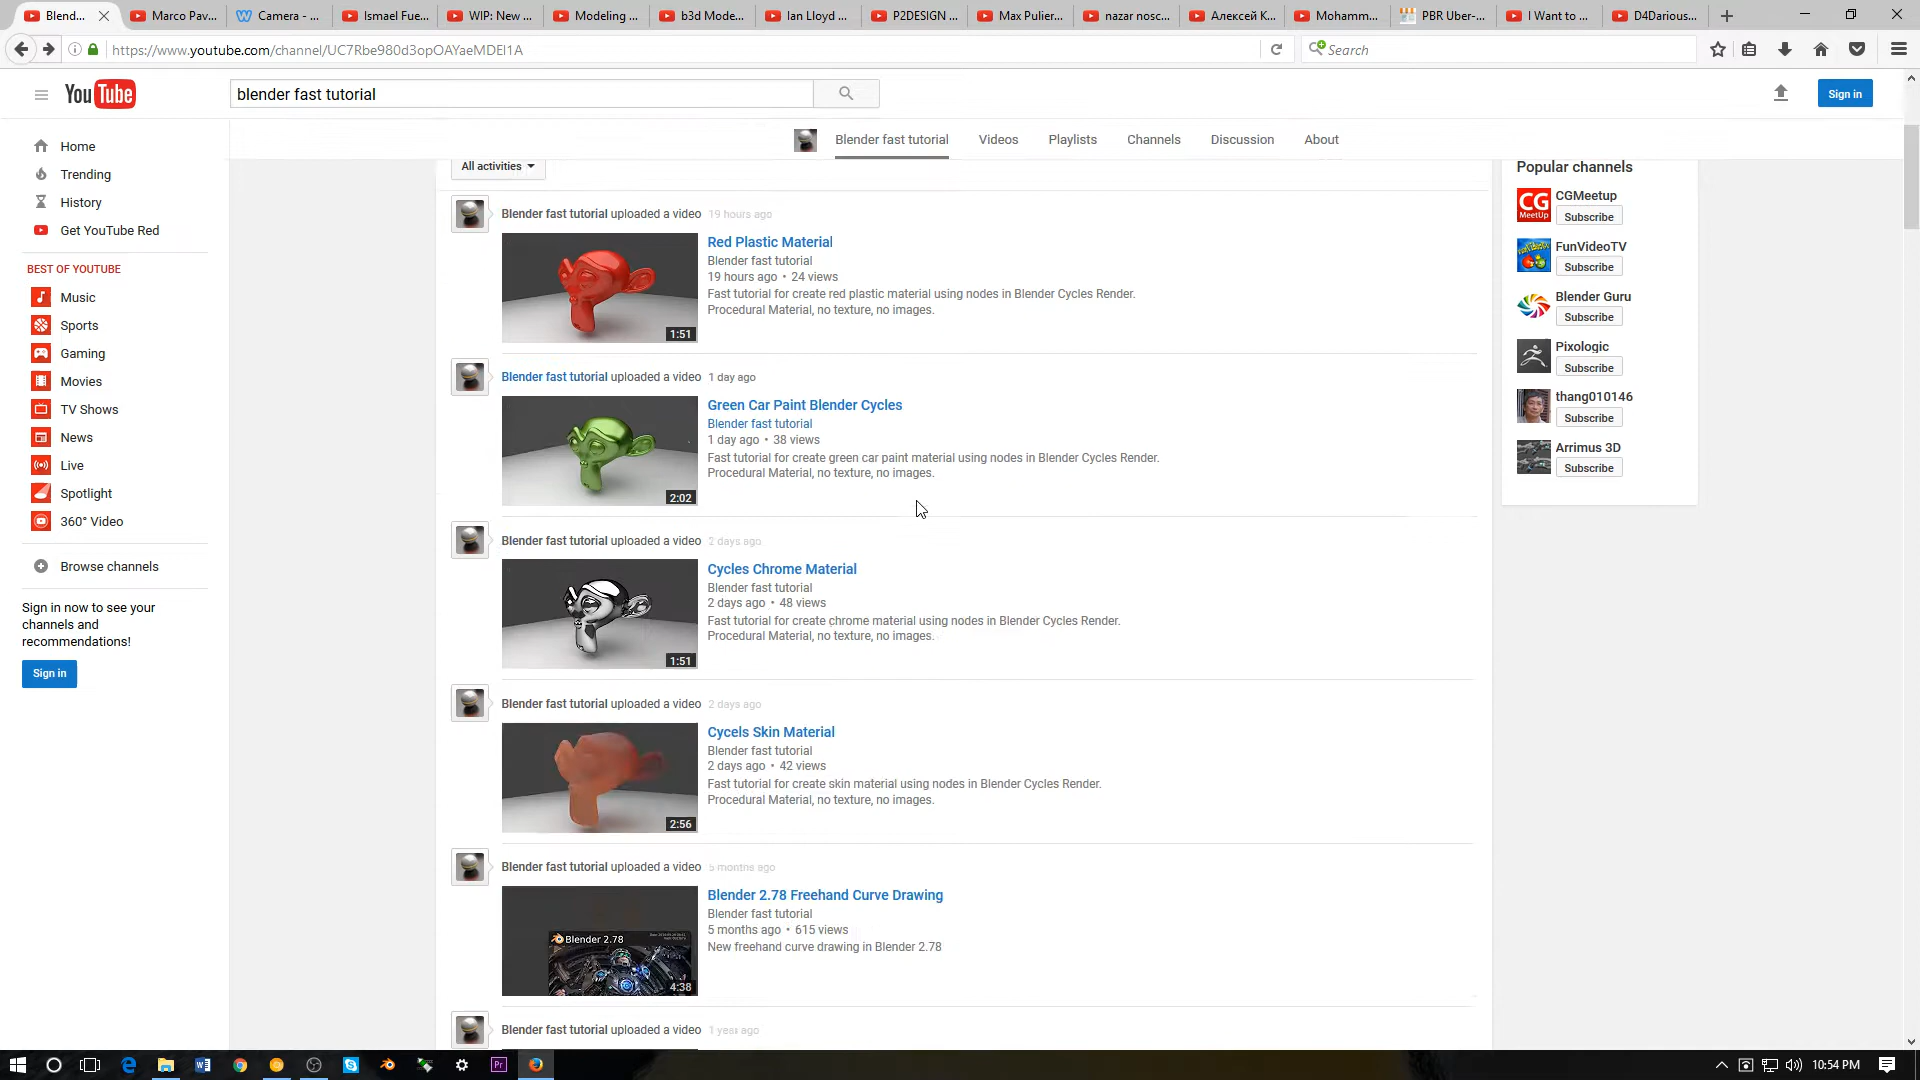 Blend...
Marco Pav...
Camera - ...
Ismael Fue...
WIP: New ...
Modeling ...
b3d Mode...
Ian Lloyd ...
P2DESIGN ...
Max Pulier...
nazar nosc...
Алексей К...
Mohamm...
PBR Uber-...
I Want to ...
D4Darious...
https://www.youtube.com/channel/UC7Rbe980d3opOAYaeMDEI1A
Search
YouTube
blender fast tutorial
Sign in
Home
Trending
History
Get YouTube Red
BEST OF YOUTUBE
Music
Sports
Gaming
Movies
TV Shows
News
Live
Spotlight
360° Video
Browse channels
Sign in now to see your
channels and
recommendations!
Sign in
Blender fast tutorial
Videos
Playlists
Channels
Discussion
About
All activities
Blender fast tutorial uploaded a video 19 hours ago
1:51
Red Plastic Material
Blender fast tutorial
19 hours ago • 24 views
Fast tutorial for create red plastic material using nodes in Blender Cycles Render.
Procedural Material, no texture, no images.
Blender fast tutorial uploaded a video 1 day ago
2:02
Green Car Paint Blender Cycles
Blender fast tutorial
1 day ago • 38 views
Fast tutorial for create green car paint material using nodes in Blender Cycles Render.
Procedural Material, no texture, no images.
Blender fast tutorial uploaded a video 2 days ago
1:51
Cycles Chrome Material
Blender fast tutorial
2 days ago • 48 views
Fast tutorial for create chrome material using nodes in Blender Cycles Render.
Procedural Material, no texture, no images.
Blender fast tutorial uploaded a video 2 days ago
2:56
Cycels Skin Material
Blender fast tutorial
2 days ago • 42 views
Fast tutorial for create skin material using nodes in Blender Cycles Render.
Procedural Material, no texture, no images.
Blender fast tutorial uploaded a video 5 months ago
Blender 2.78
4:38
Blender 2.78 Freehand Curve Drawing
Blender fast tutorial
5 months ago • 615 views
New freehand curve drawing in Blender 2.78
Blender fast tutorial uploaded a video 1 year ago
Popular channels
CG
MeetUp
CGMeetup
Subscribe
FunVideoTV
Subscribe
Blender Guru
Subscribe
Pixologic
Subscribe
thang010146
Subscribe
Arrimus 3D
Subscribe
10:54 PM